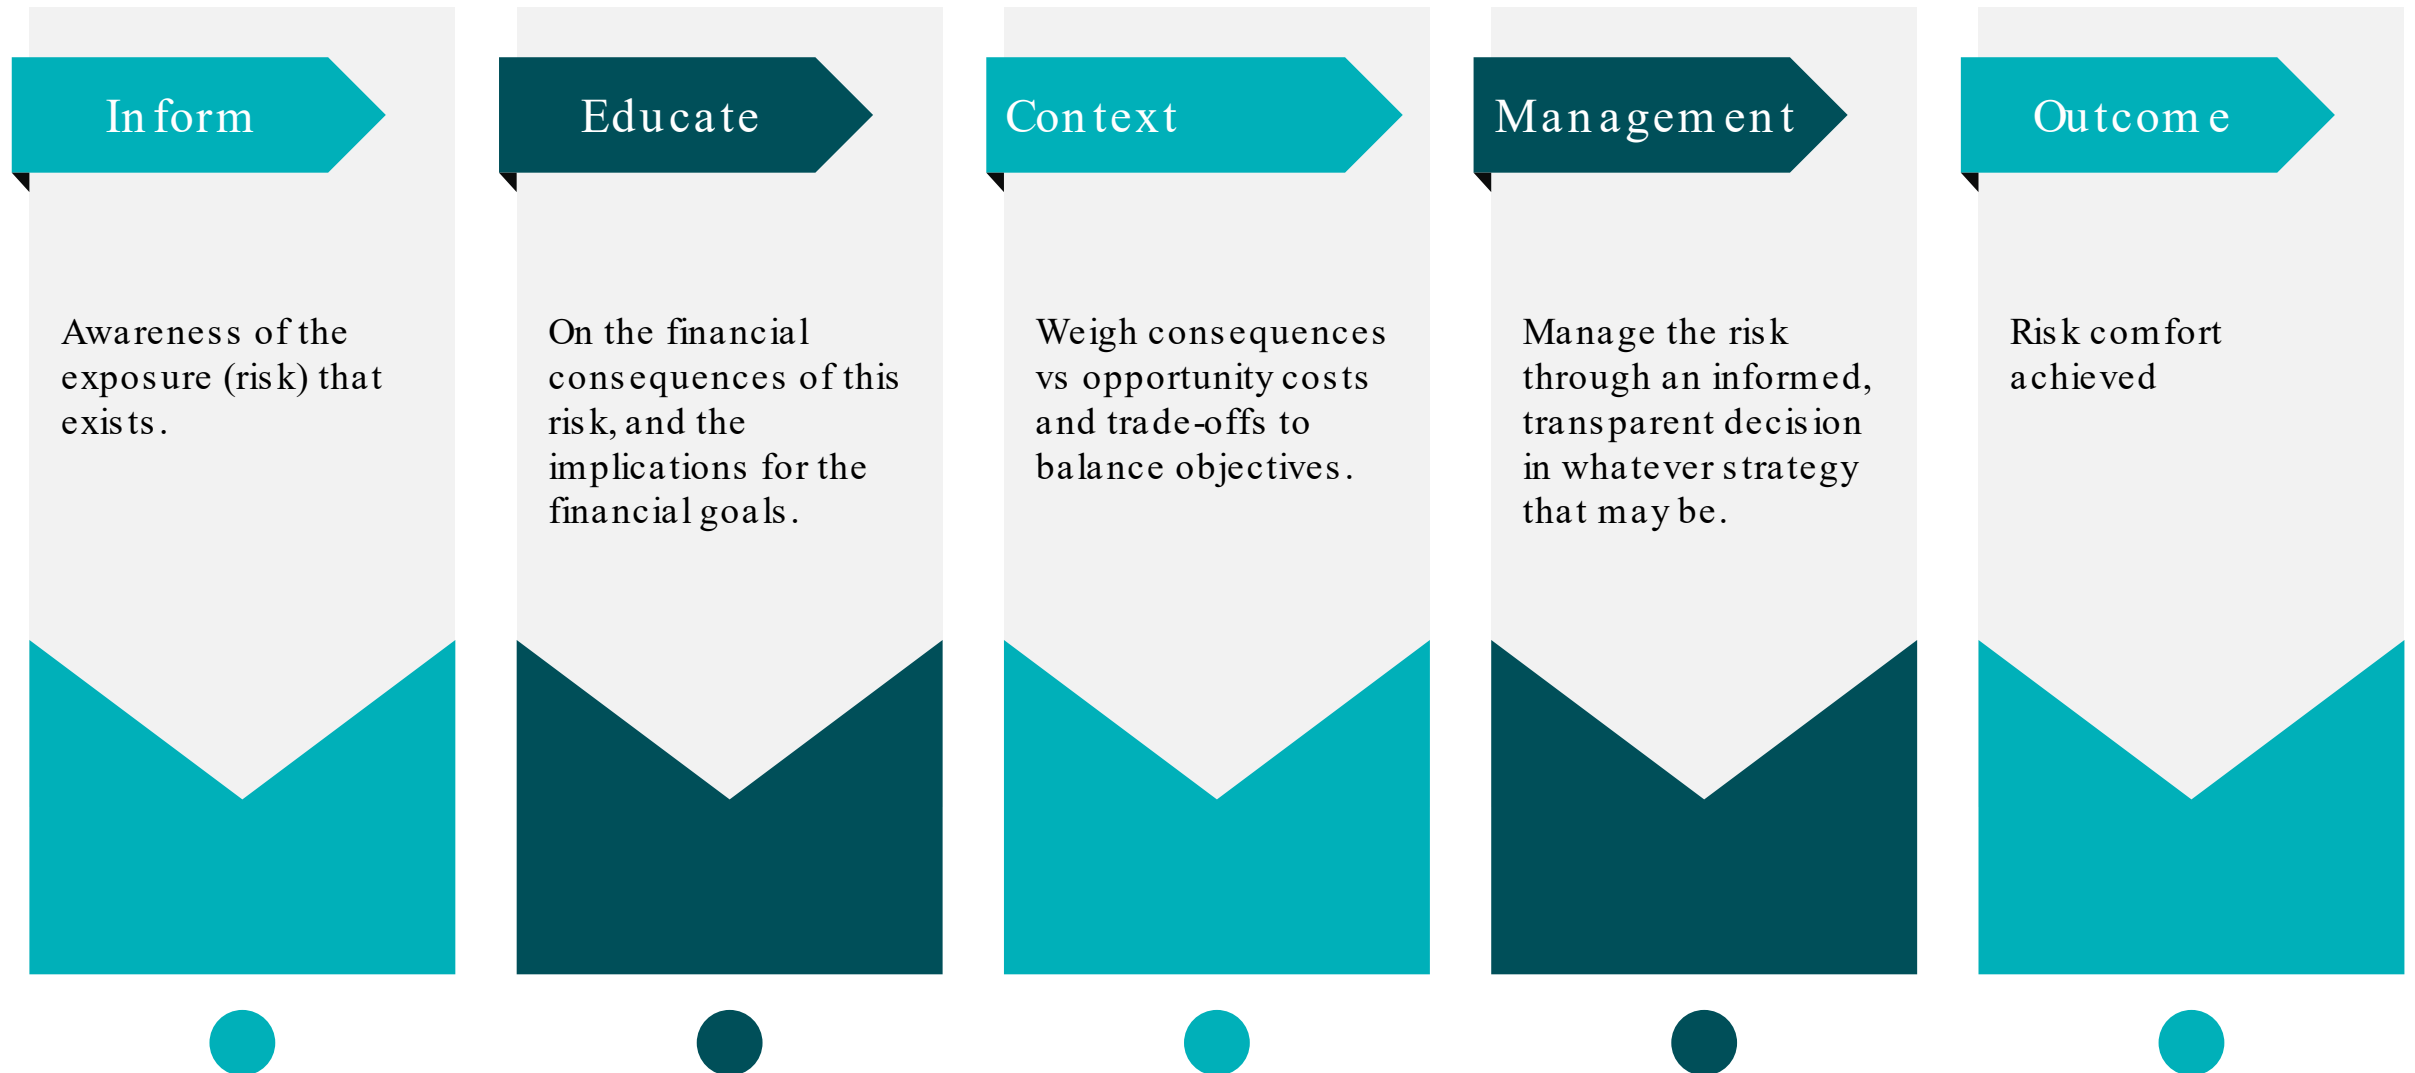 Inform
Awareness of the
exposure (risk) that
exists.
Educate
On the financial
consequences of this
risk, and the
implications for the
financial goals.
Context
Weigh consequences
vs opportunity costs
and trade-offs to
balance objectives.
Management
Manage the risk
through an informed,
transparent decision
in whatever strategy
that may be.
Outcome
Risk comfort
achieved